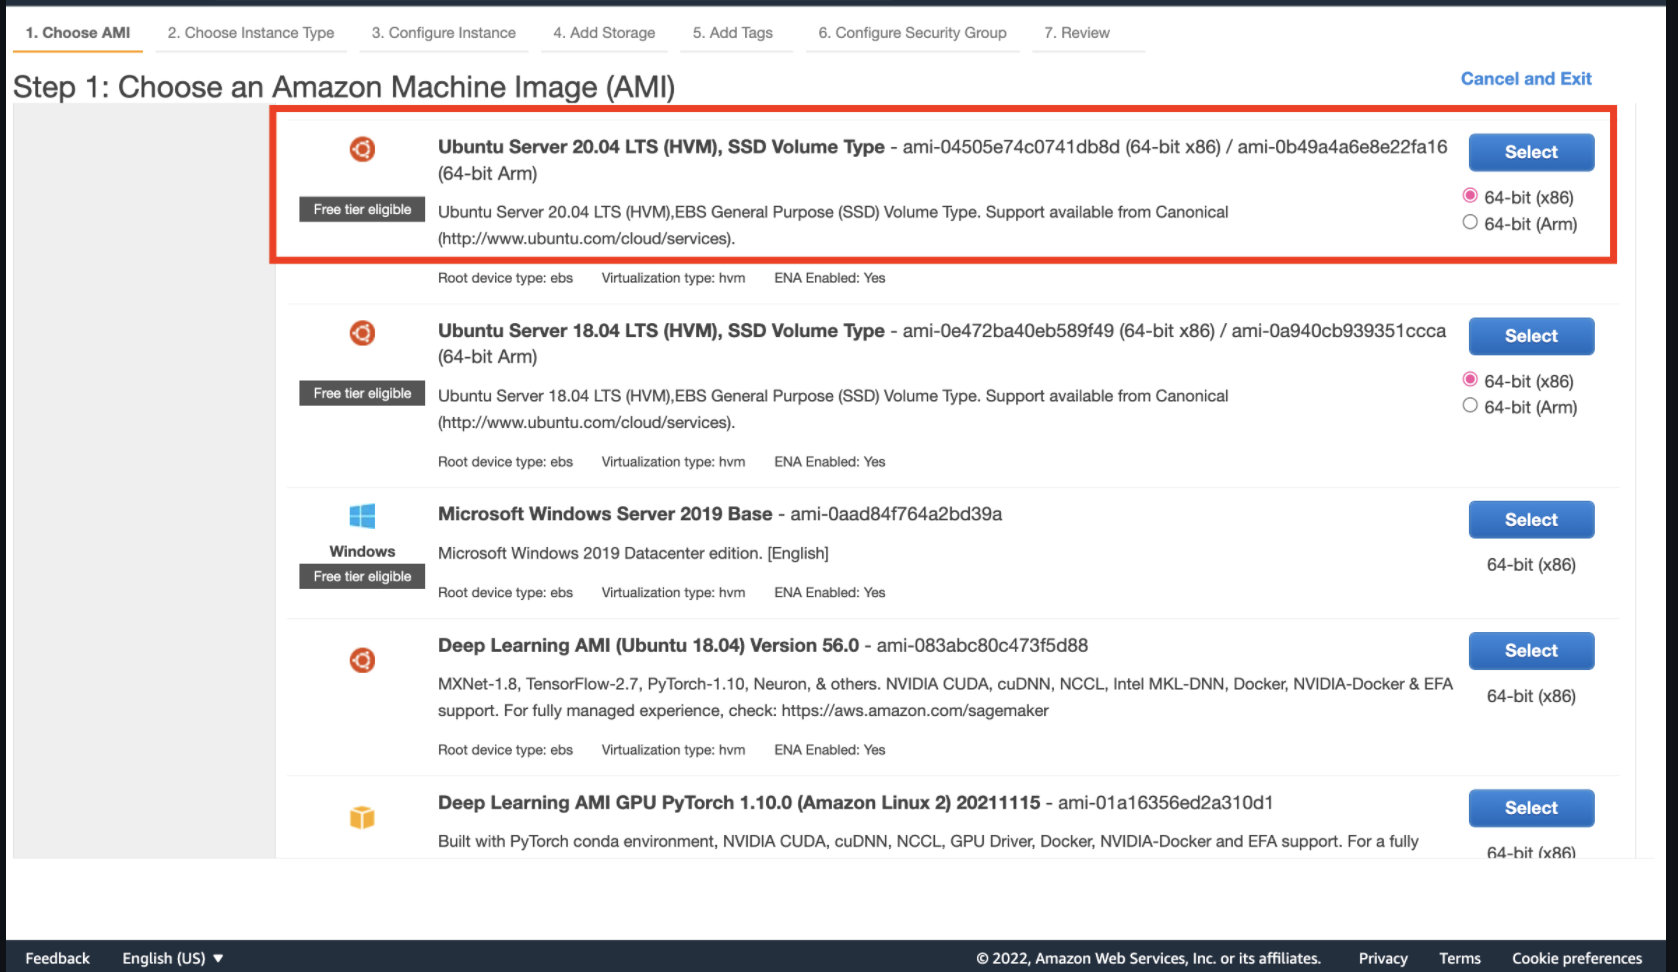 1. Choose AMI 2. Choose Instance Type 3. Configure Instance 4. Add Storage 5. Add Tags 6. Configure Security Group 7. Review
Step 1: Choose an Amazon Machine Image (AMI)
Cancel and Exit
Ubuntu Server 20.04 LTS (HVM), SSD Volume Type - ami-04505e74c0741db8d (64-bit x86) / ami-0b49a4a6e8e22fa16
(64-bit Arm)
Select
64-bit (x86)
64-bit (Arm)
Free tier eligible
Ubuntu Server 20.04 LTS (HVM),EBS General Purpose (SSD) Volume Type. Support available from Canonical
(http://www.ubuntu.com/cloud/services).
Root device type: ebs Virtualization type: hvm ENA Enabled: Yes
Ubuntu Server 18.04 LTS (HVM), SSD Volume Type - ami-0e472ba40eb589f49 (64-bit x86) / ami-0a940cb939351ccca
(64-bit Arm)
Select
64-bit (x86)
64-bit (Arm)
Free tier eligible
Ubuntu Server 18.04 LTS (HVM),EBS General Purpose (SSD) Volume Type. Support available from Canonical
(http://www.ubuntu.com/cloud/services).
Root device type: ebs Virtualization type: hvm ENA Enabled: Yes
Microsoft Windows Server 2019 Base - ami-0aad84f764a2bd39a
Select
64-bit (x86)
Windows
Free tier eligible
Microsoft Windows 2019 Datacenter edition. [English]
Root device type: ebs Virtualization type: hvm ENA Enabled: Yes
Deep Learning AMI (Ubuntu 18.04) Version 56.0 - ami-083abc80c473f5d88
Select
64-bit (x86)
MXNet-1.8, TensorFlow-2.7, PyTorch-1.10, Neuron, & others. NVIDIA CUDA, cuDNN, NCCL, Intel MKL-DNN, Docker, NVIDIA-Docker & EFA
support. For fully managed experience, check: https://aws.amazon.com/sagemaker
Root device type: ebs Virtualization type: hvm ENA Enabled: Yes
Deep Learning AMI GPU PyTorch 1.10.0 (Amazon Linux 2) 20211115 - ami-01a16356ed2a310d1
Select
64-bit (x86)
Built with PyTorch conda environment, NVIDIA CUDA, cuDNN, NCCL, GPU Driver, Docker, NVIDIA-Docker and EFA support. For a fully
Feedback English (US) © 2022, Amazon Web Services, Inc. or its affiliates. Privacy Terms Cookie preferences